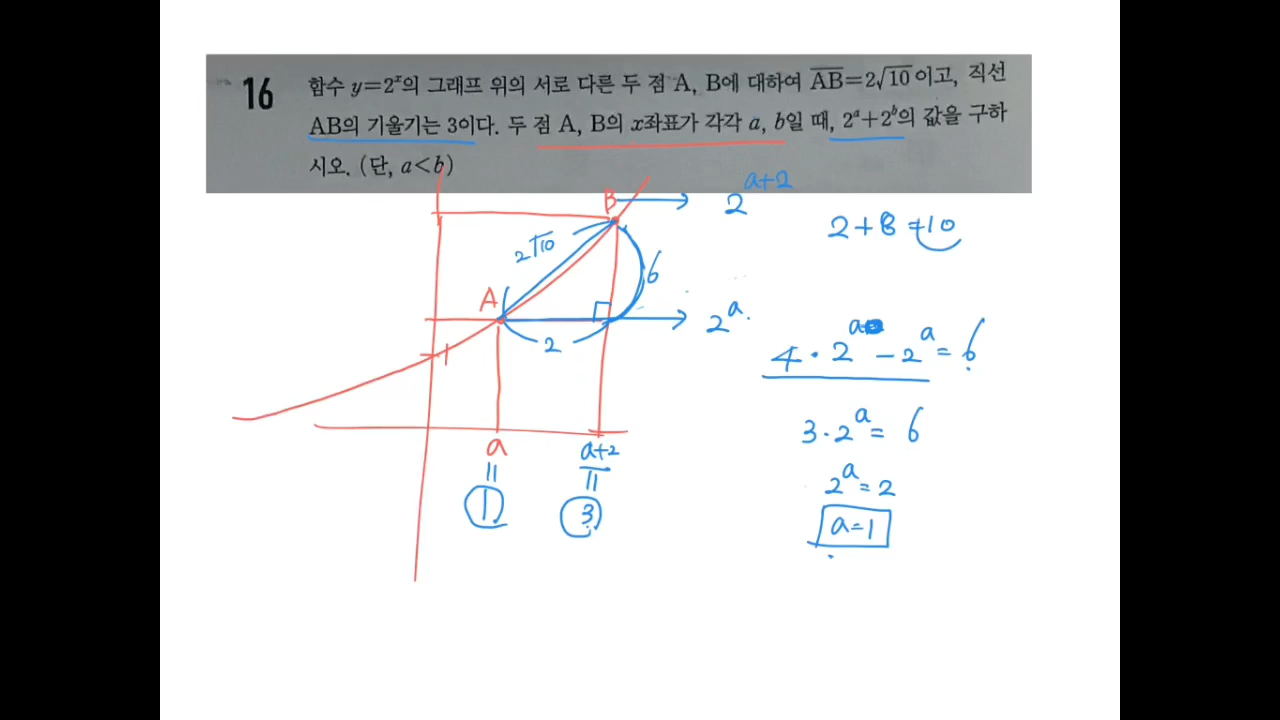 16 함수 y=2^x의 그래프 위의 서로 다른 두 점 A, B에 대하여 AB=2√10이고, 직선
AB의 기울기는 3이다. 두 점 A, B의 x좌표가 각각 a, b일 때, 2^a+2^b의 값을 구하
시오. (단, a<b)
B
2^a+2
2+8=10
2√10
6
A
2^a
2
1
4·2^a-2^a=6
3·2^a=6
a
a+2
2^a=2
1
3
a=1